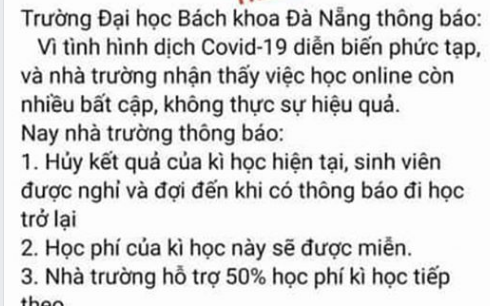 Trường Đại học Bách khoa Đà Nẵng thông báo:
Vì tình hình dịch Covid-19 diễn biến phức tạp,
và nhà trường nhận thấy việc học online còn
nhiều bất cập, không thực sự hiệu quả.
Nay nhà trường thông báo:
1. Hủy kết quả của kì học hiện tại, sinh viên
được nghỉ và đợi đến khi có thông báo đi học
trở lại
2. Học phí của kì học này sẽ được miễn.
3. Nhà trường hỗ trợ 50% học phí kì học tiếp
theo